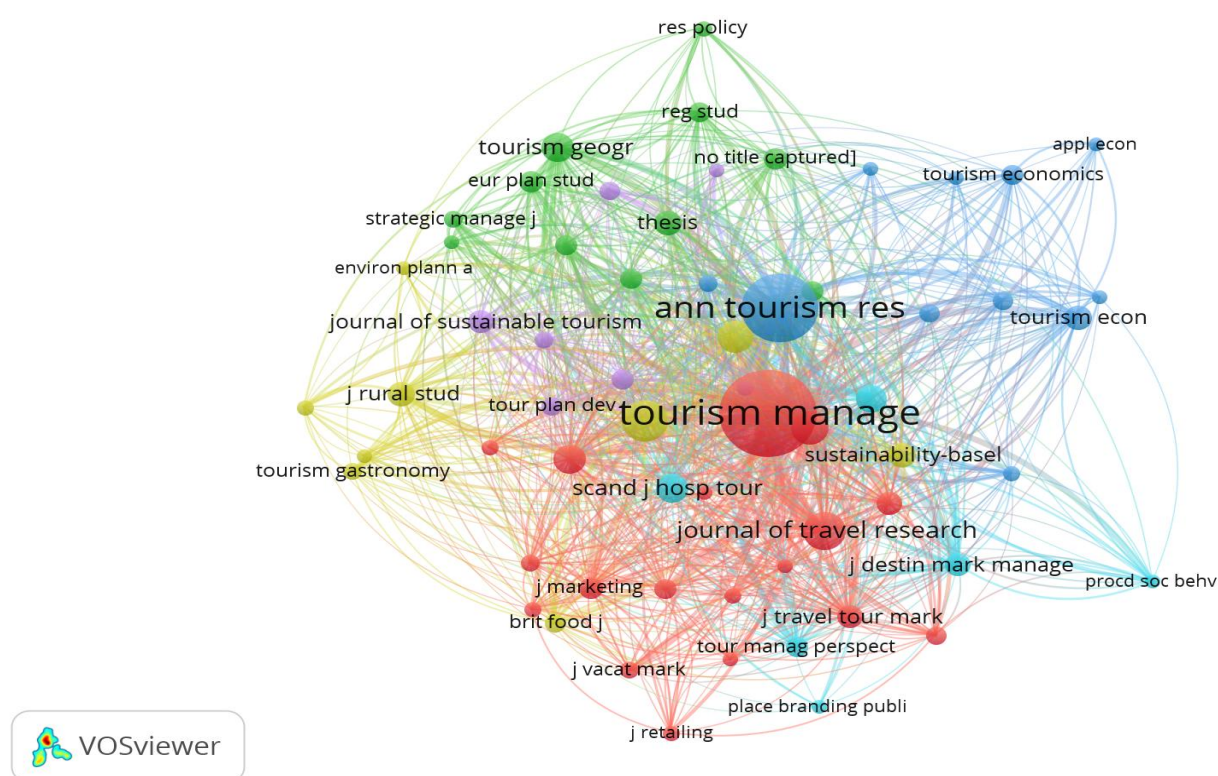 res policy
reg stud
tourism geogr
no title captured]
appl econ
tourism economics
eur plan stud
strategic manage j
thesis
environ plann a
ann tourism res
journal of sustainable tourism
tourism econ
j rural stud
tour plan dev
tourism manage
sustainability-basel
tourism gastronomy
scand j hosp tour
journal of travel research
j destin mark manage
procd soc behv
j marketing
brit food j
j travel tour mark
tour manag perspect
j vacat mark
place branding publi
j retailing
VOSviewer